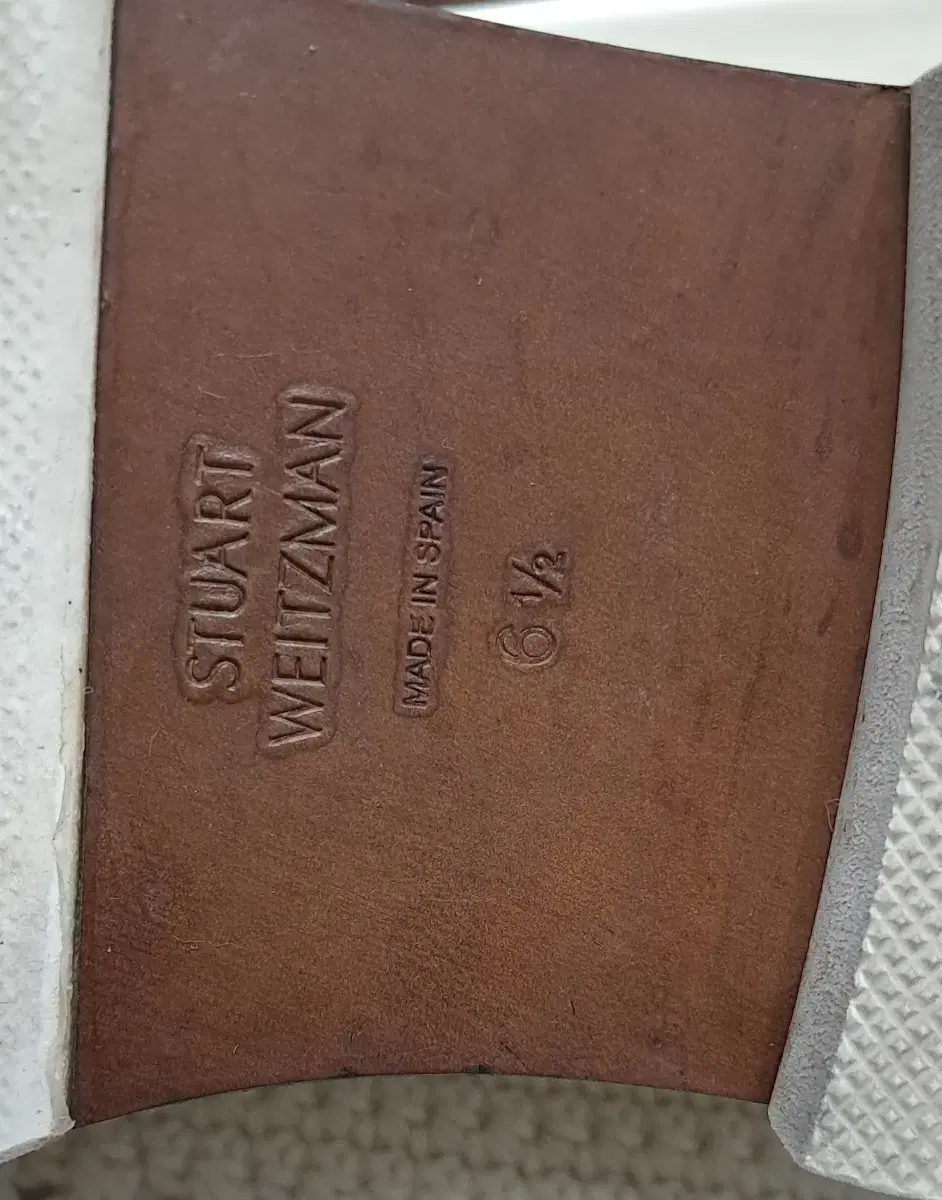 STUART
WEITZMAN
MADE IN SPAIN
6 ½